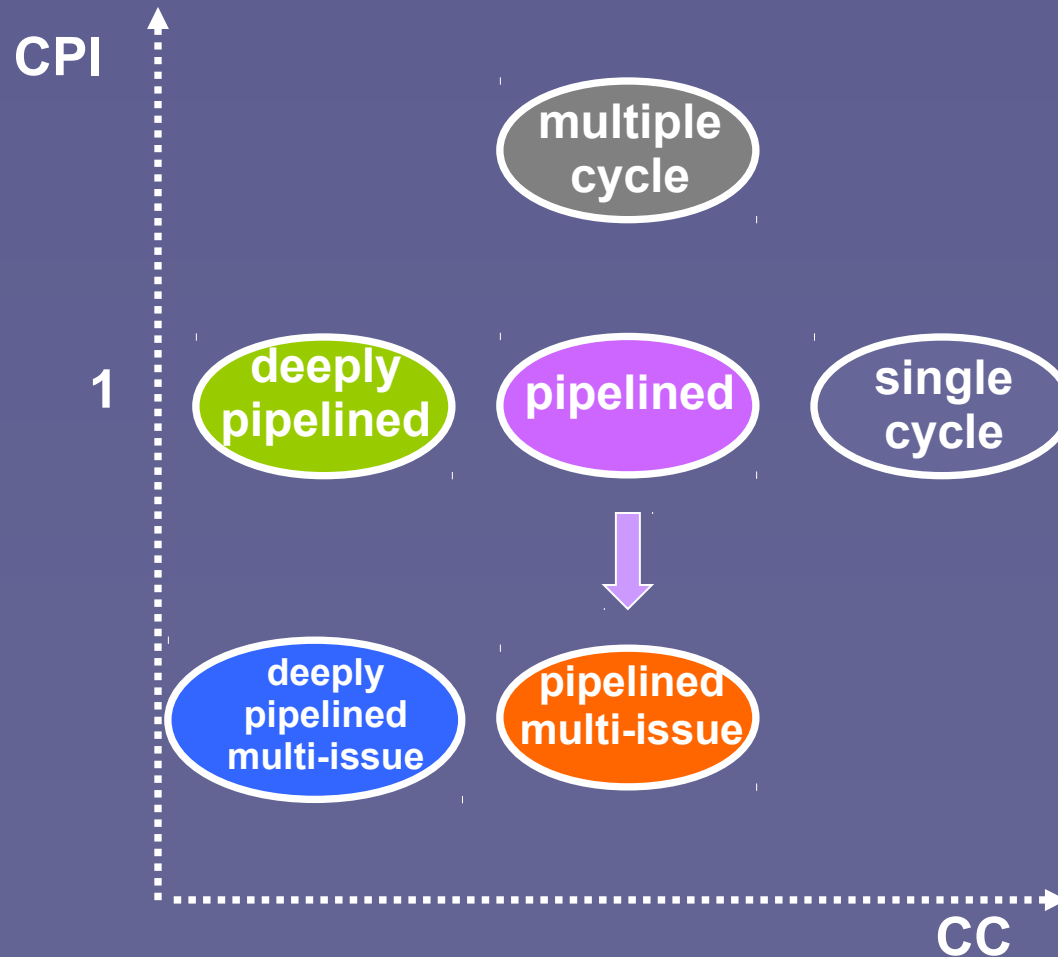 CPI
multiple
cycle
1
deeply
pipelined
pipelined
single
cycle
deeply
pipelined
multi-issue
pipelined
multi-issue
CC